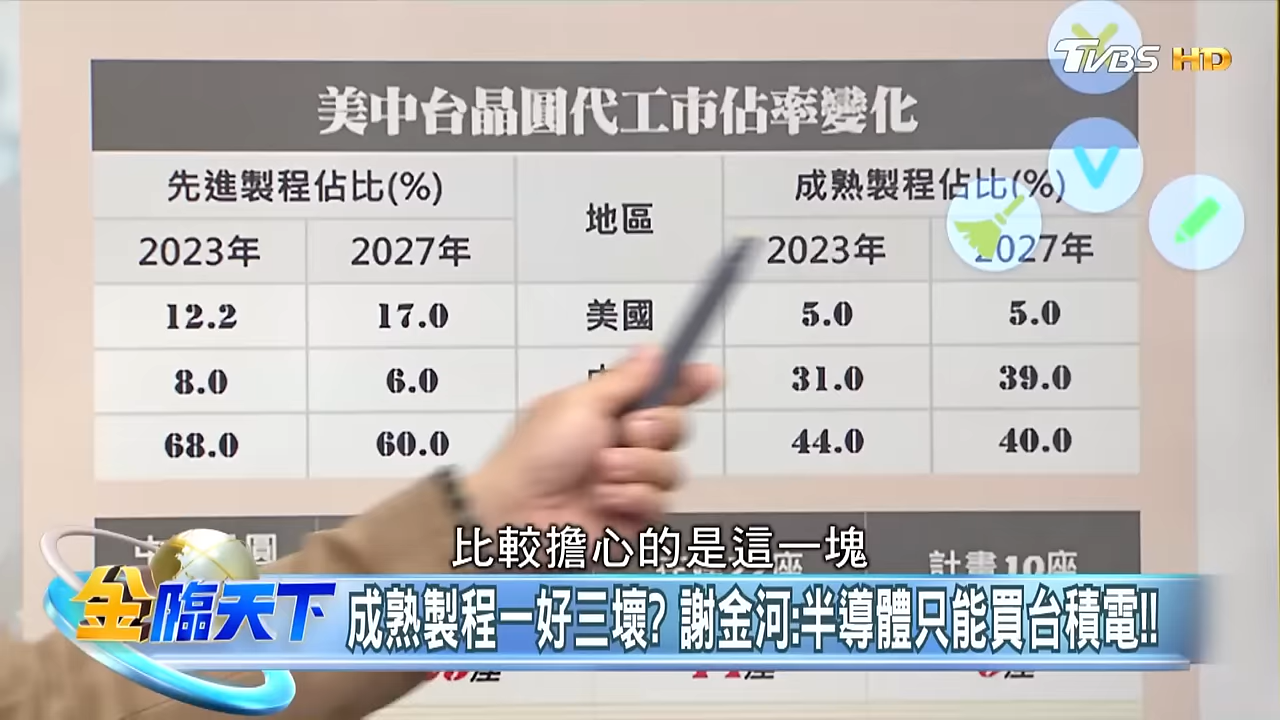 TVBS HD
美中台晶圓代工市佔率變化
先進製程佔比(%) 地區 成熟製程佔比(%)
2023年 2027年 2023年 2027年
12.2 17.0 美國 5.0 5.0
8.0 6.0 31.0 39.0
68.0 60.0 44.0 40.0
計畫10座
比較擔心的是這一塊
金臨天下
成熟製程一好三壞? 謝金河:半導體只能買台積電!!